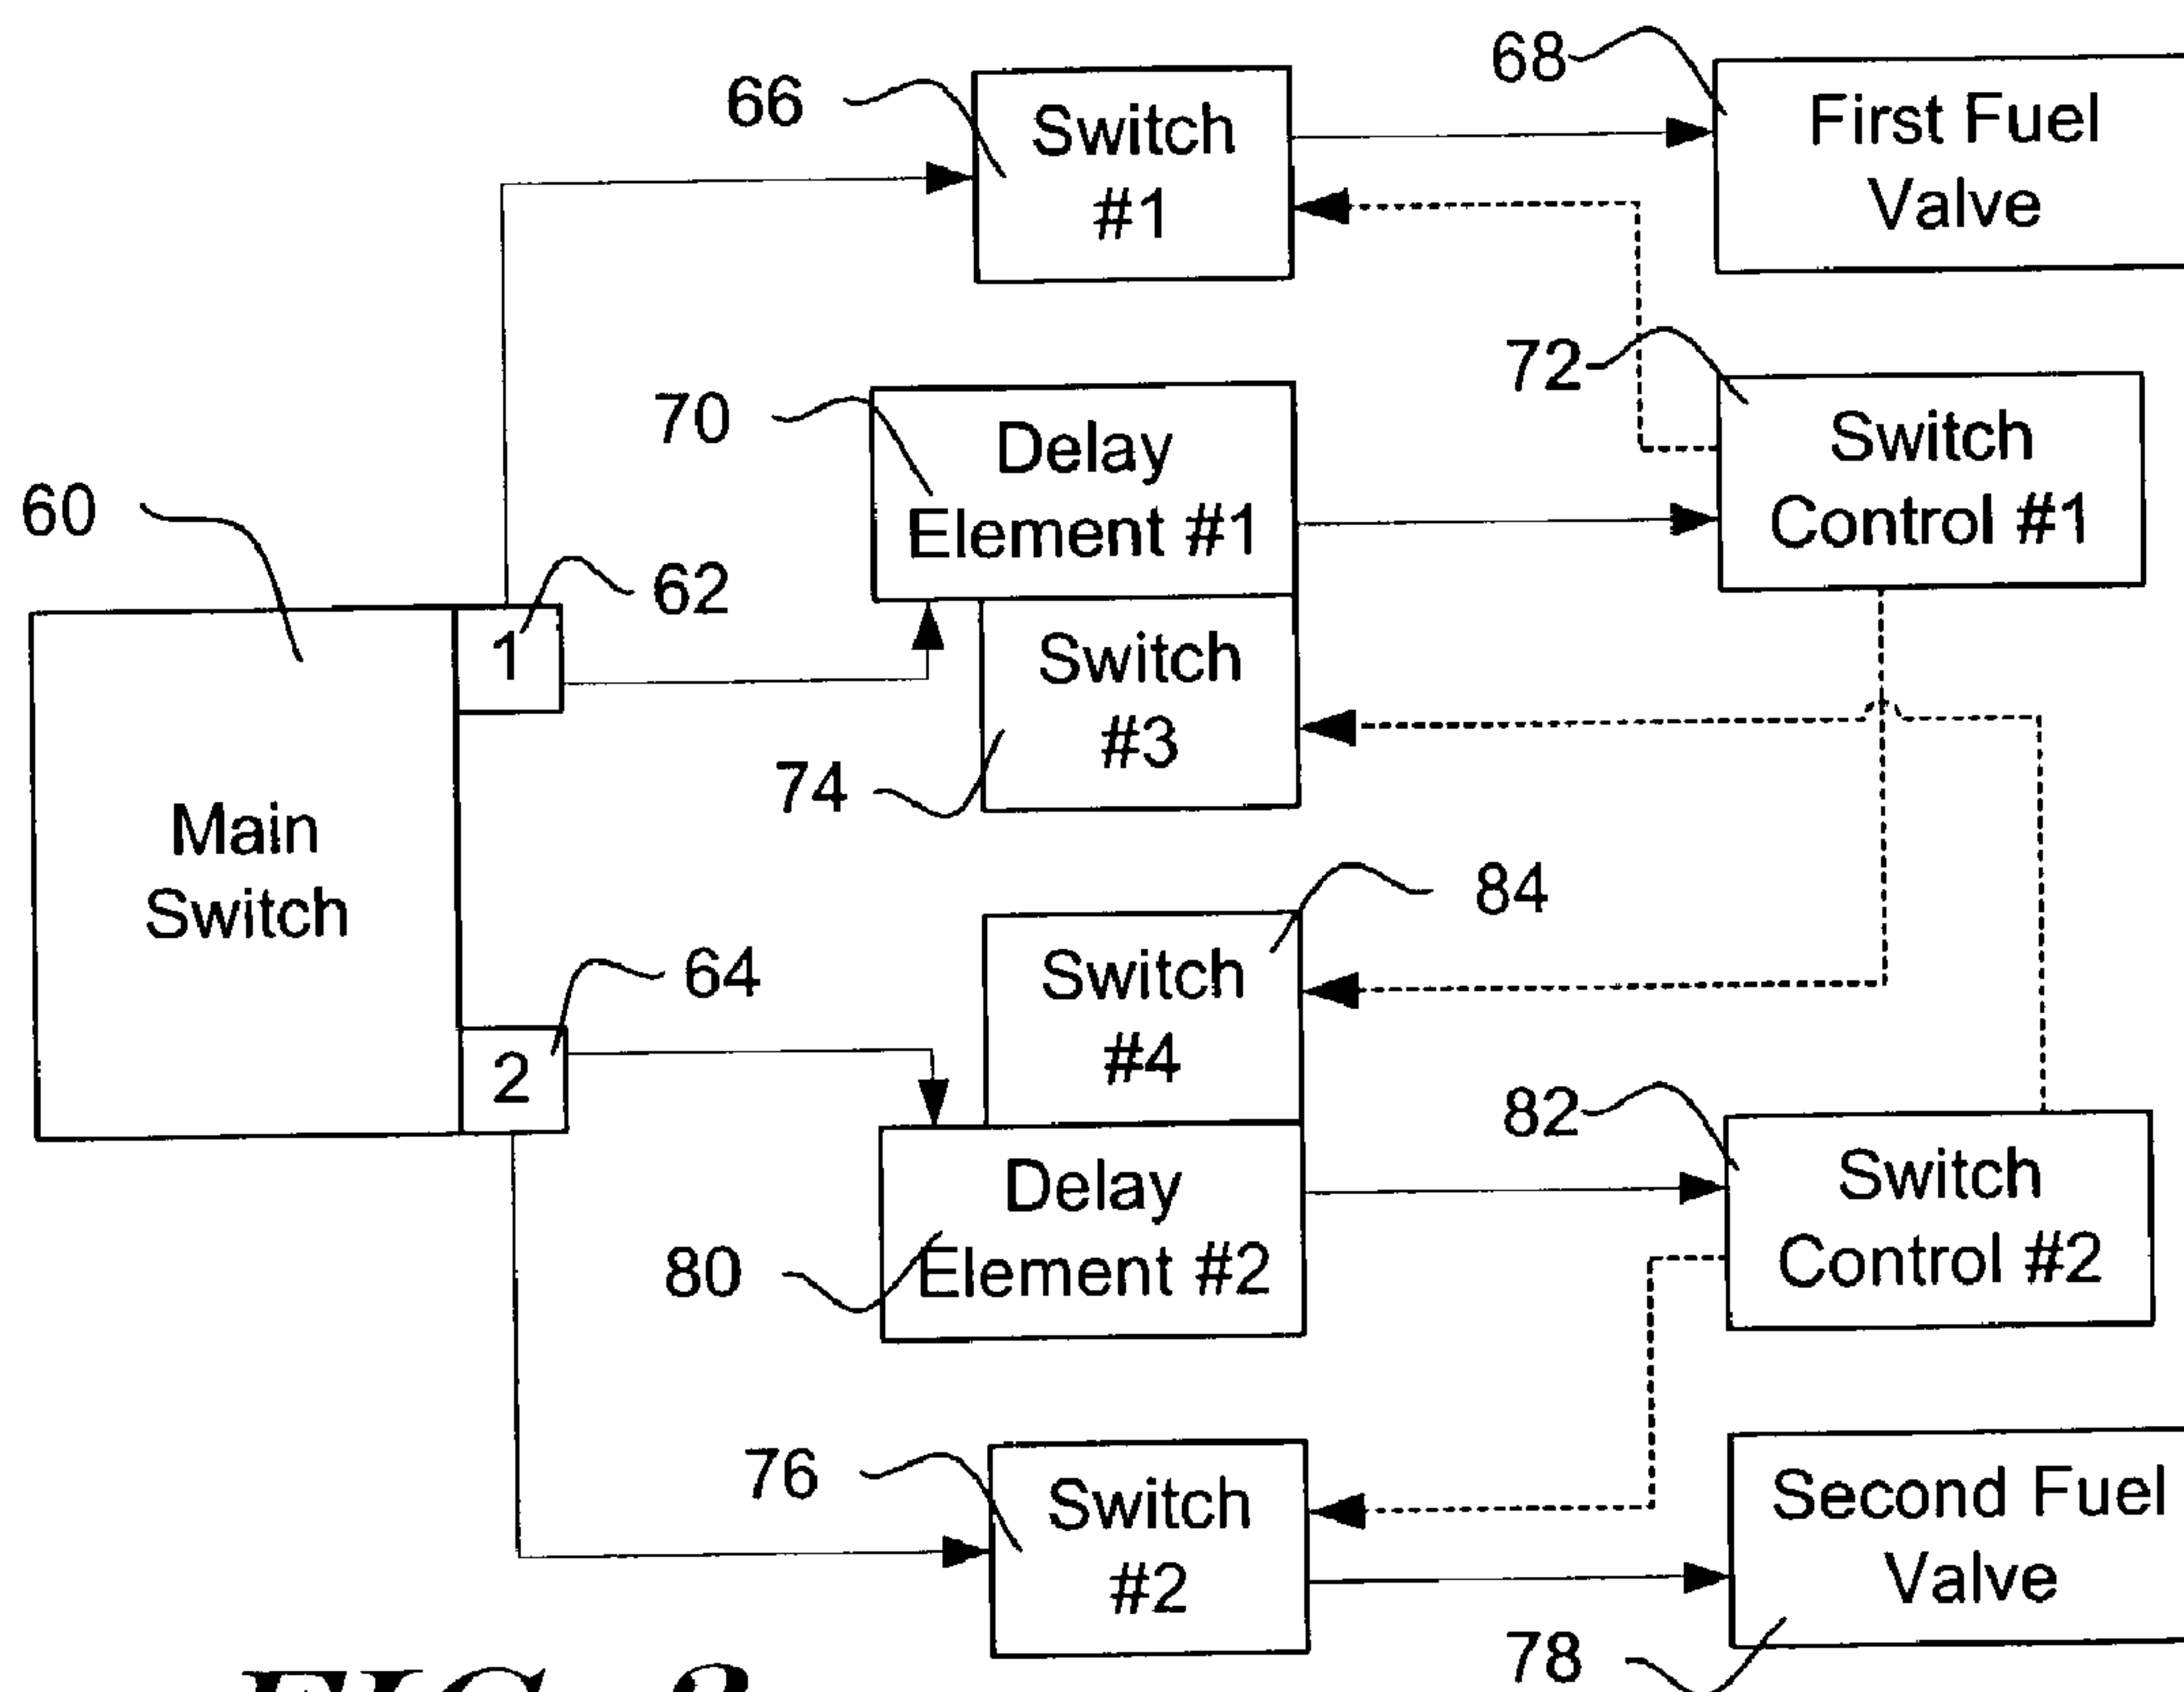 66
Switch
#1
68
First Fuel
Valve
70
Delay
Element #1
72
Switch
Control #1
60
62
1
Switch
#3
74
Main
Switch
84
Switch
#4
64
2
82
Switch
Control #2
Delay
Element #2
80
76
Switch
#2
Second Fuel
Valve
78